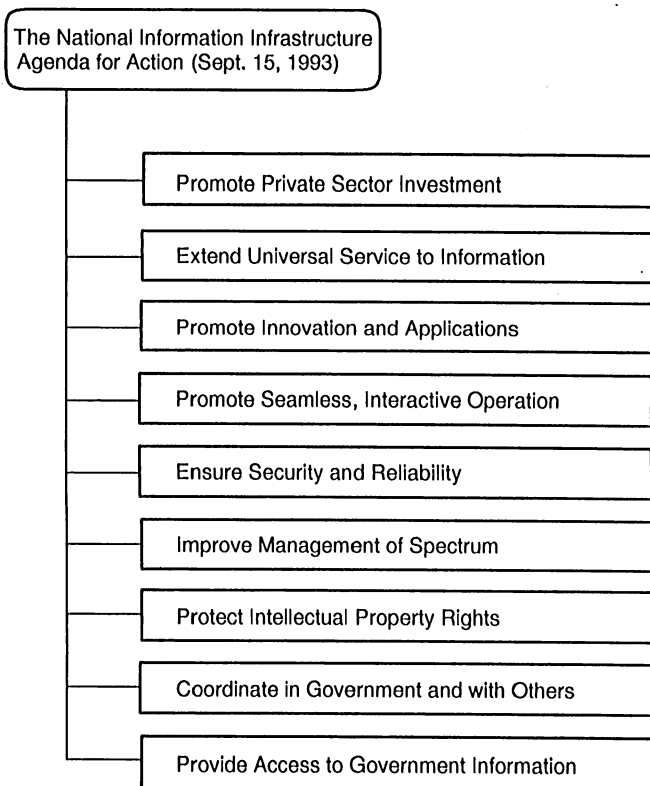 The National Information Infrastructure
Agenda for Action (Sept. 15, 1993)
Promote Private Sector Investment
Extend Universal Service to Information
Promote Innovation and Applications
Promote Seamless, Interactive Operation
Ensure Security and Reliability
Improve Management of Spectrum
Protect Intellectual Property Rights
Coordinate in Government and with Others
Provide Access to Government Information